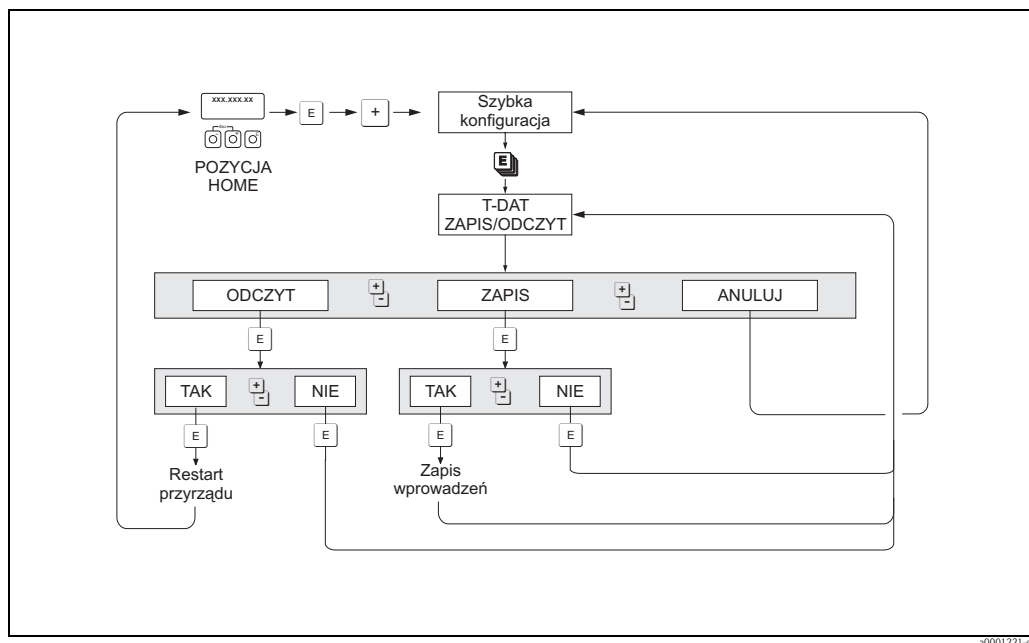 xxx.xxx.xx
Esc
E
+
Szybka
konfiguracja
POZYCJA
HOME
E
T-DAT
ZAPIS/ODCZYT
ODCZYT
+
-
ZAPIS
+
-
ANULUJ
E
E
TAK
+
-
NIE
TAK
+
-
NIE
E
E
E
E
Restart
przyrządu
Zapis
wprowadzeń